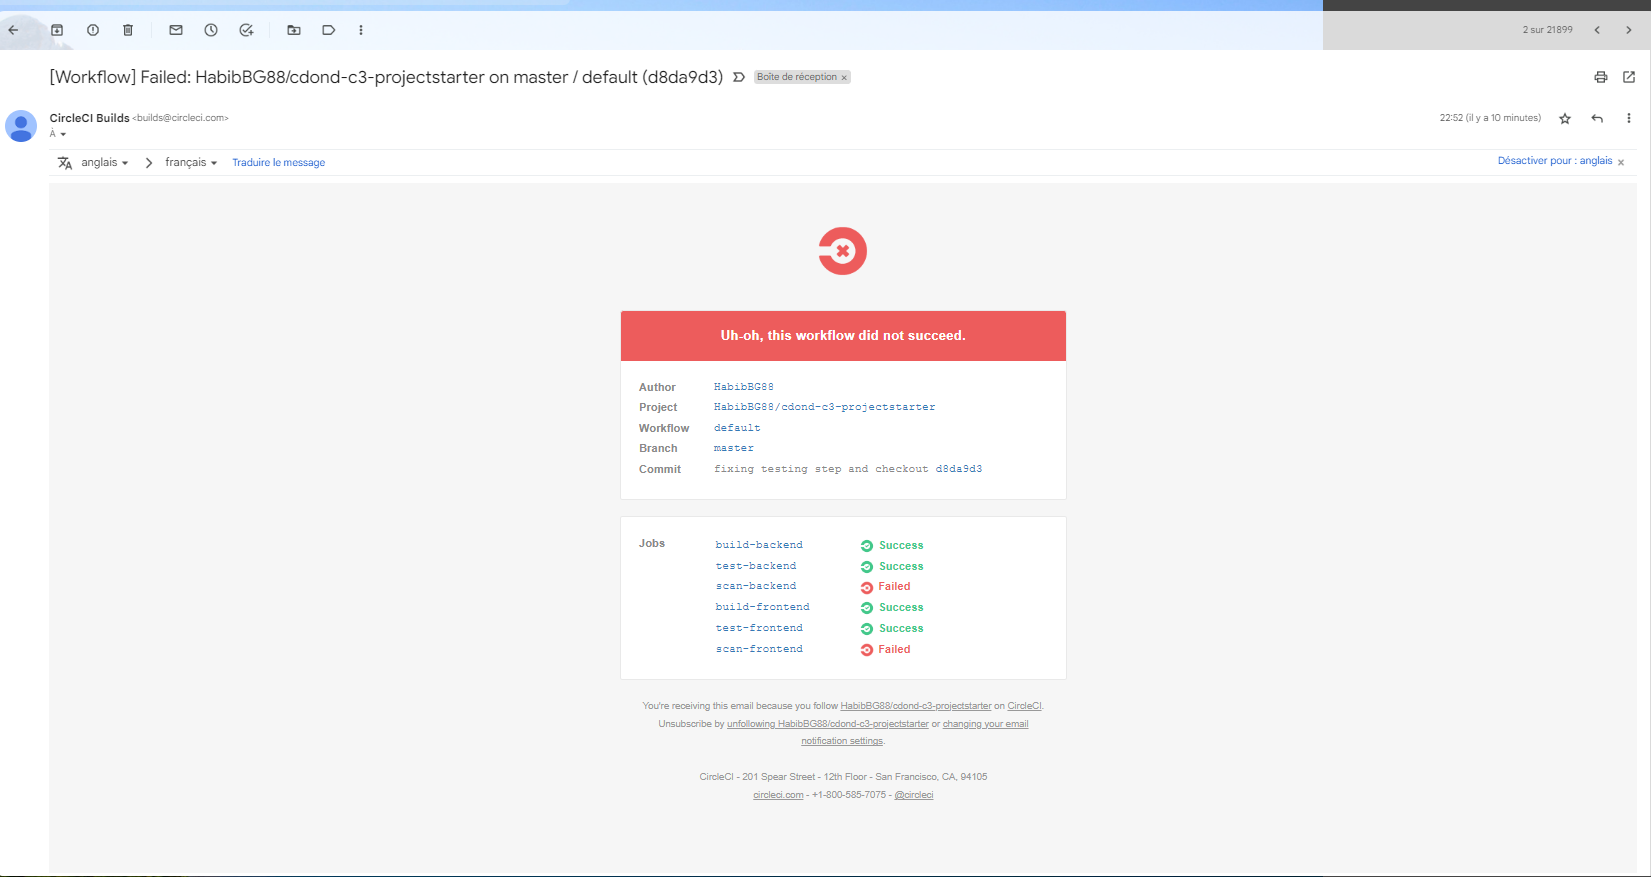 2 sur 21899
[Workflow] Failed: HabibBG88/cdond-c3-projectstarter on master / default (d8da9d3) Boîte de réception ×
CircleCI Builds <builds@circleci.com> 22:52 (il y a 10 minutes)
À
anglais français Traduire le message Désactiver pour : anglais ×
Uh-oh, this workflow did not succeed.
Author HabibBG88
Project HabibBG88/cdond-c3-projectstarter
Workflow default
Branch master
Commit fixing testing step and checkout d8da9d3
Jobs build-backend Success
test-backend Success
scan-backend Failed
build-frontend Success
test-frontend Success
scan-frontend Failed
You're receiving this email because you follow HabibBG88/cdond-c3-projectstarter on CircleCI.
Unsubscribe by unfollowing HabibBG88/cdond-c3-projectstarter or changing your email
notification settings.
CircleCI - 201 Spear Street - 12th Floor - San Francisco, CA, 94105
circleci.com - +1-800-585-7075 - @circleci